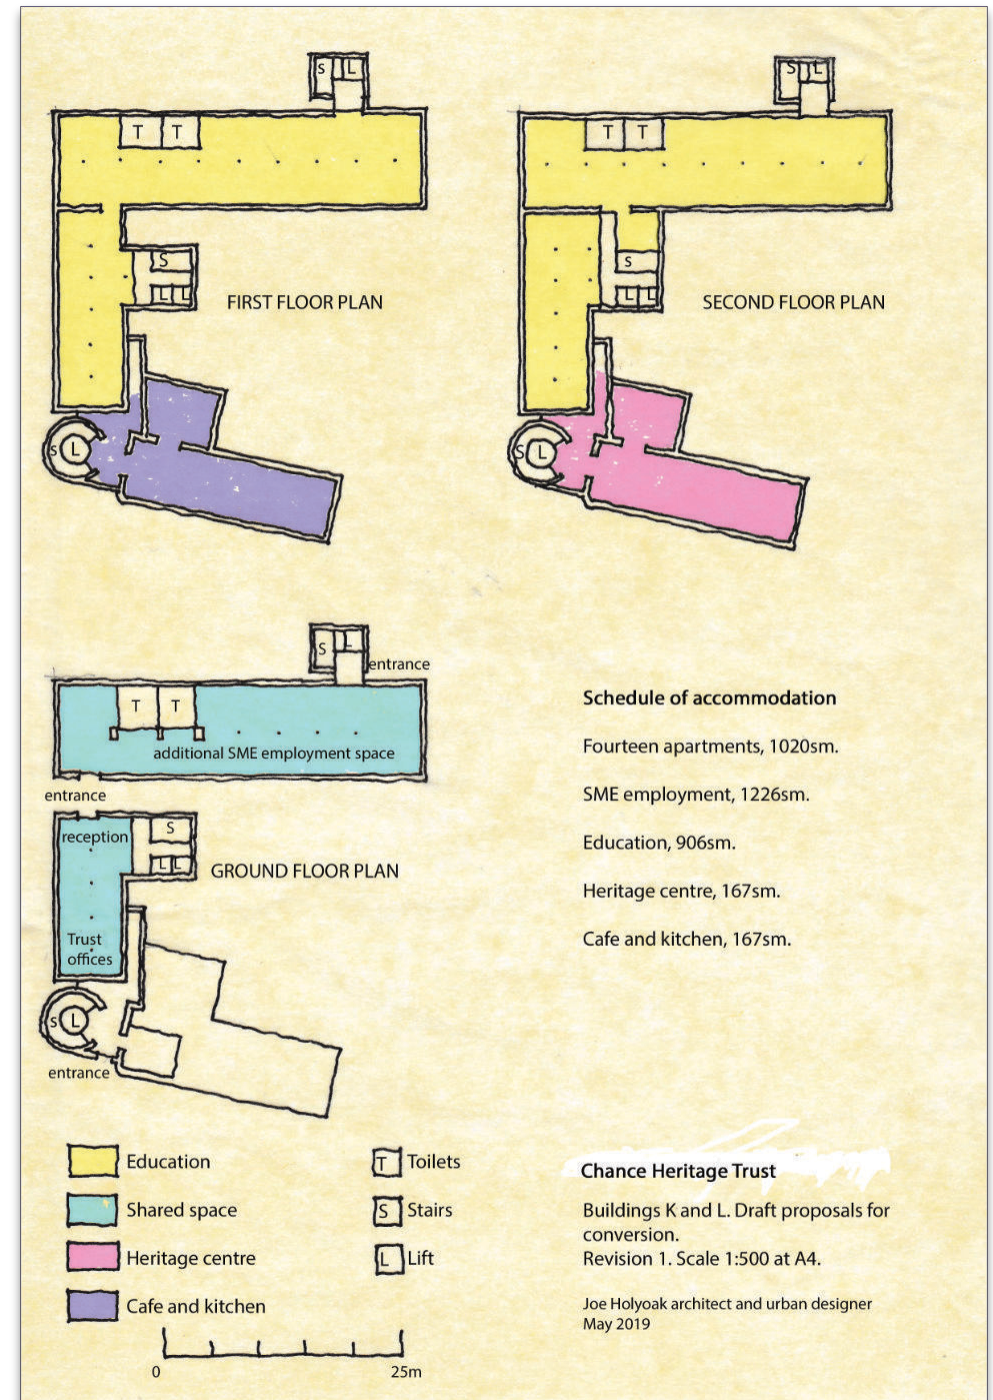 S L
S L
T T
T T
S
L L
FIRST FLOOR PLAN
s
L L
SECOND FLOOR PLAN
S L
S L
S L
entrance
T T
additional SME employment space
entrance
reception
S
L L
GROUND FLOOR PLAN
Trust
offices
S L
entrance
Schedule of accommodation
Fourteen apartments, 1020sm.
SME employment, 1226sm.
Education, 906sm.
Heritage centre, 167sm.
Cafe and kitchen, 167sm.
Education
Shared space
Heritage centre
Cafe and kitchen
T Toilets
S Stairs
L Lift
0 25m
Chance Heritage Trust
Buildings K and L. Draft proposals for
conversion.
Revision 1. Scale 1:500 at A4.
Joe Holyoak architect and urban designer
May 2019